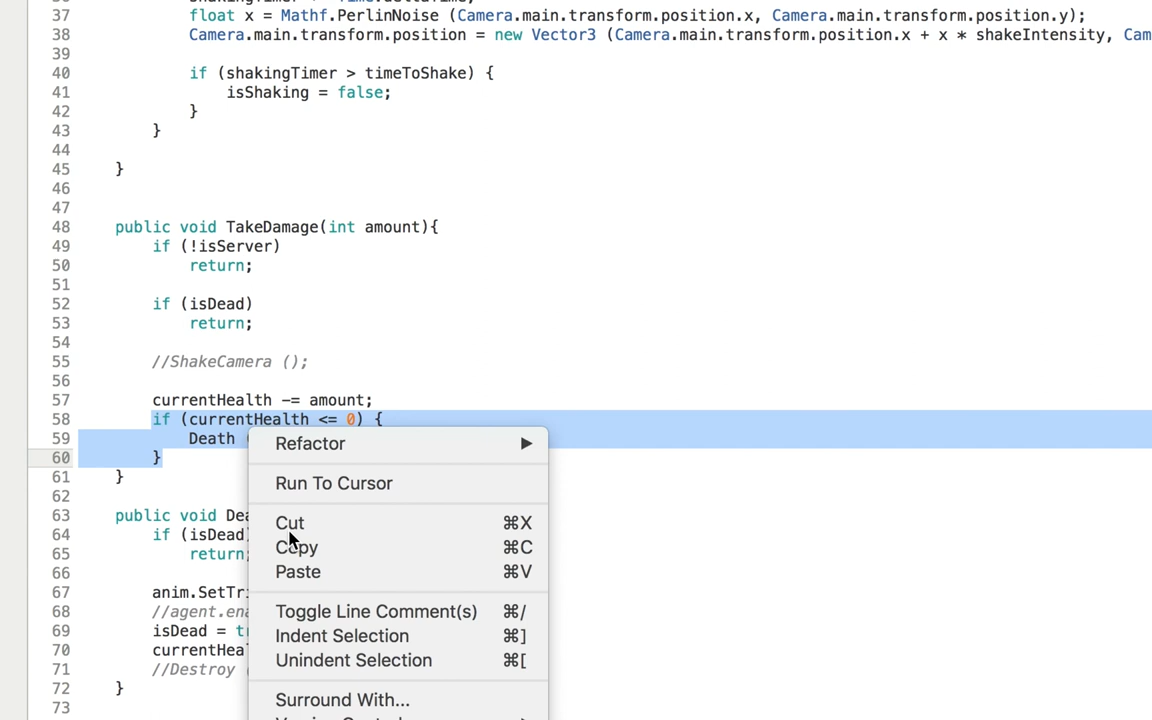 37 float x = Mathf.PerlinNoise (Camera.main.transform.position.x, Camera.main.transform.position.y);
38 Camera.main.transform.position = new Vector3 (Camera.main.transform.position.x + x * shakeIntensity, Cam
39
40 if (shakingTimer > timeToShake) {
41 isShaking = false;
42 }
43 }
44
45 }
46
47
48 public void TakeDamage(int amount){
49 if (!isServer)
50 return;
51
52 if (isDead)
53 return;
54
55 //ShakeCamera ();
56
57 currentHealth -= amount;
58 if (currentHealth <= 0) {
59 Death
60 }
61 }
62
63 public void Dea
64 if (isDead
65 return;
66
67 anim.SetTri
68 //agent.ena
69 isDead = tr
70 currentHeal
71 //Destroy
72 }
73
Refactor
Run To Cursor
Cut ⌘X
Copy ⌘C
Paste ⌘V
Toggle Line Comment(s) ⌘/
Indent Selection ⌘]
Unindent Selection ⌘[
Surround With...